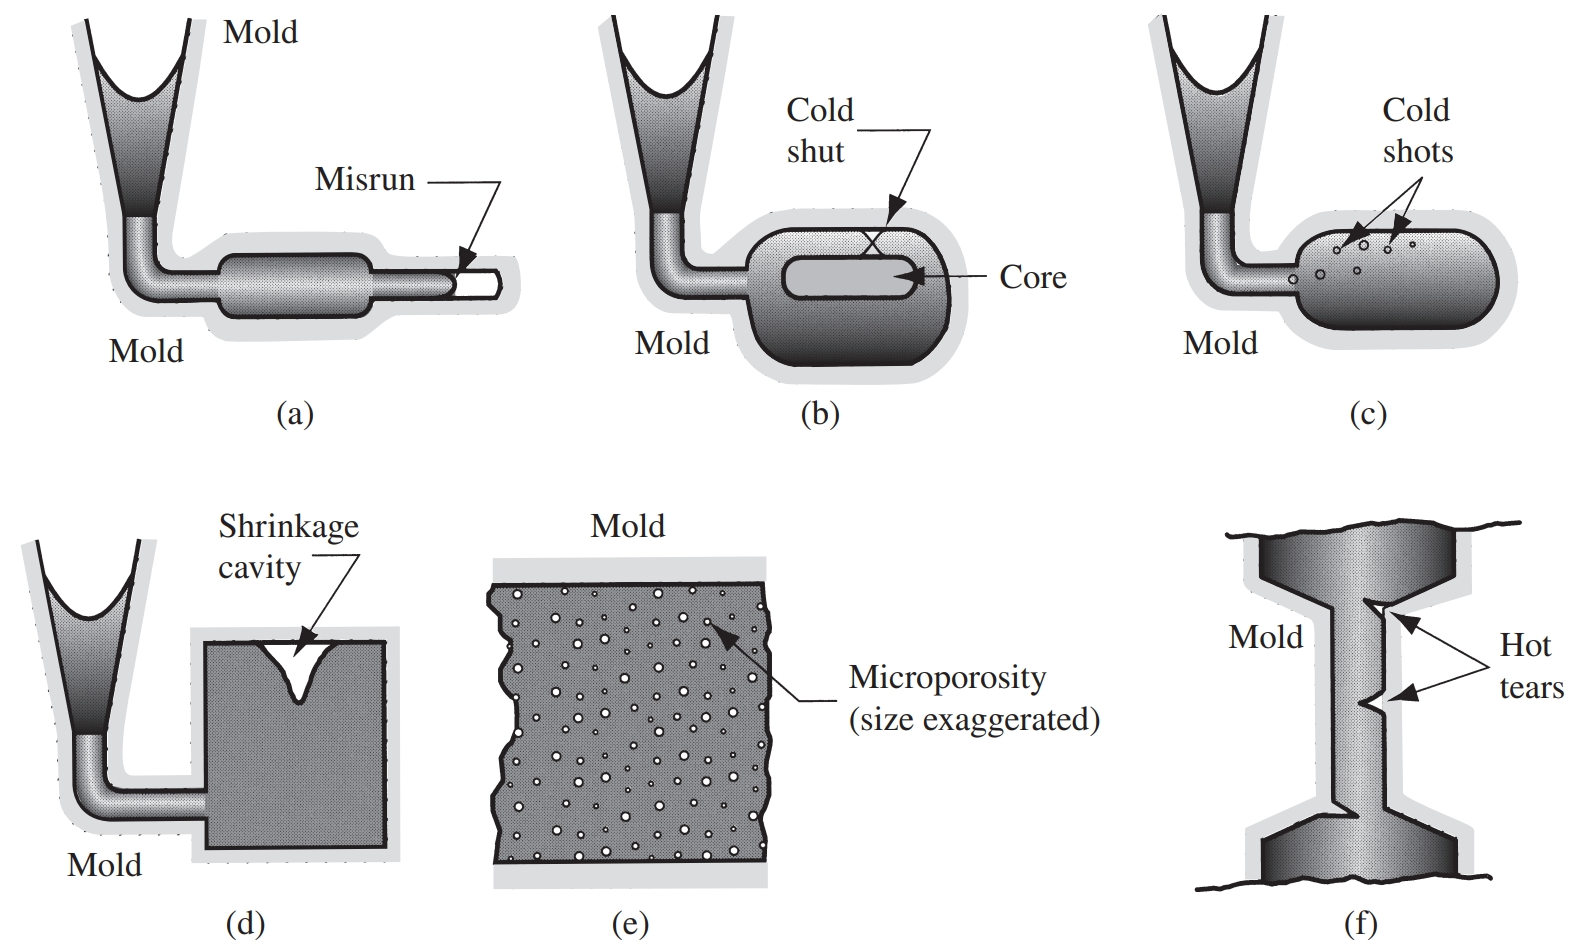 Mold
Misrun
Mold
(a)
Cold
shut
Core
Mold
(b)
Cold
shots
Mold
(c)
Shrinkage
cavity
Mold
(d)
Mold
Microporosity
(size exaggerated)
(e)
Mold
Hot
tears
(f)